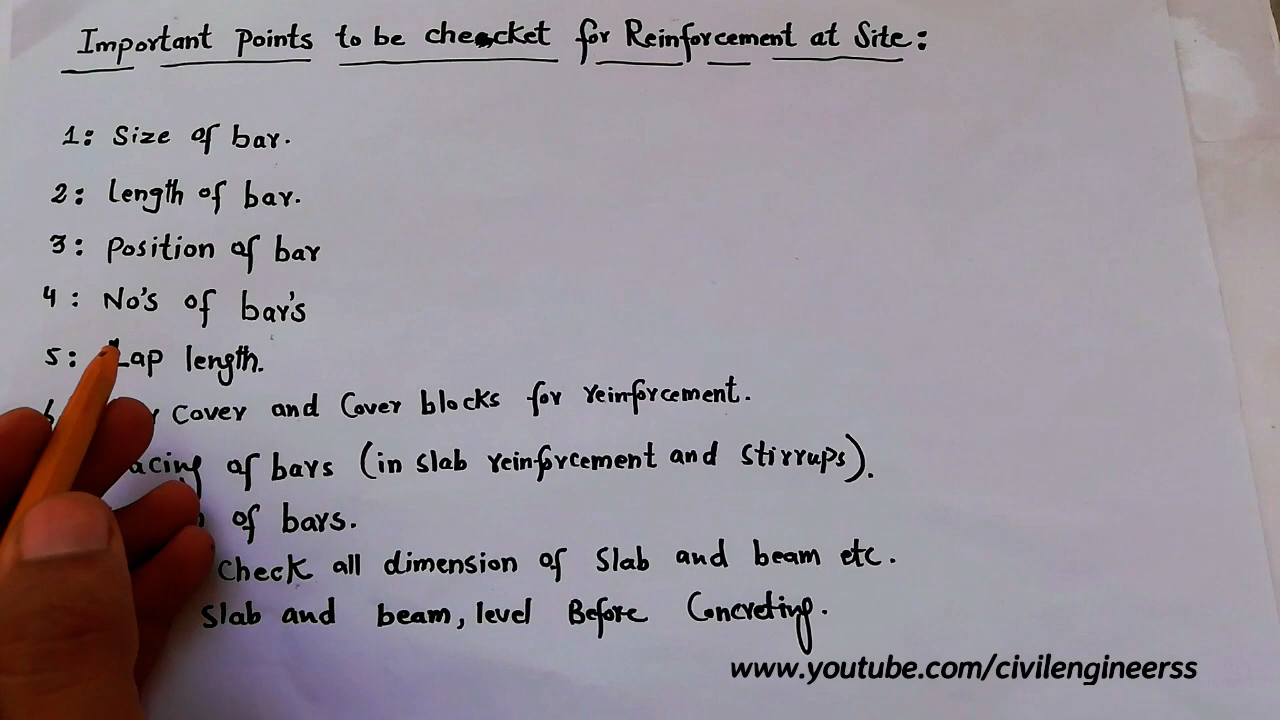 Important Points to be checket for Reinforcement at Site:
1: Size of bar.
2: Length of bar.
3: Position of bar
4: No's of bar's
5: Lap length.
Cover and Cover blocks for reinforcement.
of bars (in slab reinforcement and stirrups).
of bars.
Check all dimension of Slab and beam etc.
Slab and beam, level Before Concreting.
www.youtube.com/civilengineerss